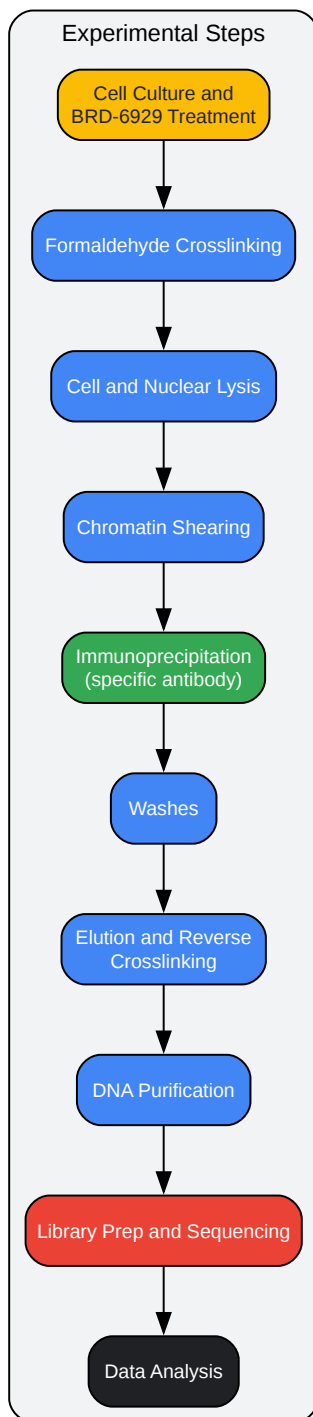 Experimental Steps
Cell Culture and
BRD-6929 Treatment
Formaldehyde Crosslinking
Cell and Nuclear Lysis
Chromatin Shearing
Immunoprecipitation
(specific antibody)
Washes
Elution and Reverse
Crosslinking
DNA Purification
Library Prep and Sequencing
Data Analysis